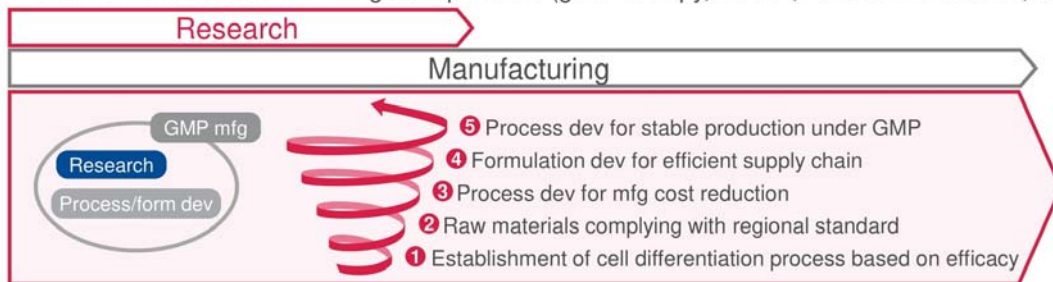 Research
Manufacturing
GMP mfg
Research
Process/form dev
❺ Process dev for stable production under GMP
❹ Formulation dev for efficient supply chain
❸ Process dev for mfg cost reduction
❷ Raw materials complying with regional standard
❶ Establishment of cell differentiation process based on efficacy